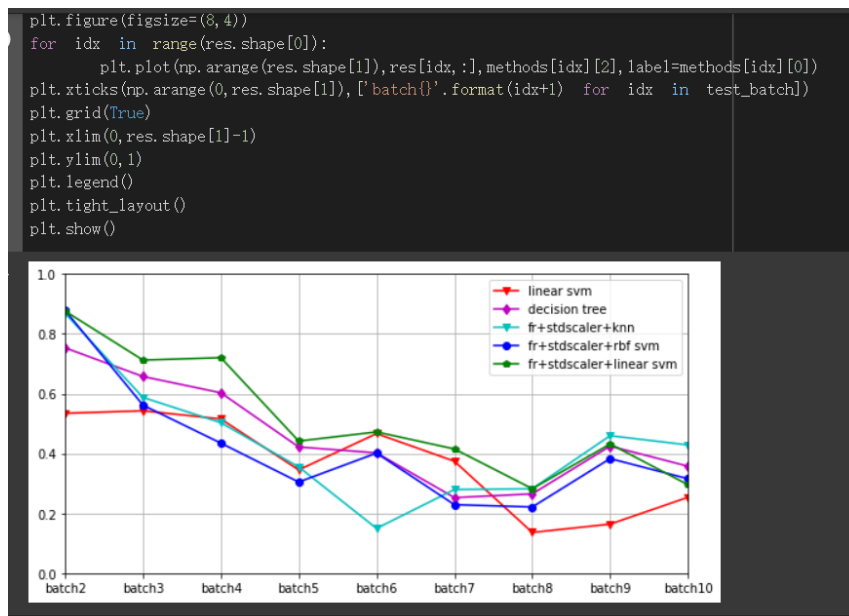 plt.figure(figsize=(8,4))
for idx in range(res.shape[0]):
plt.plot(np.arange(res.shape[1]),res[idx,:],methods[idx][2],label=methods[idx][0])
plt.xticks(np.arange(0,res.shape[1]),['batch{}'.format(idx+1) for idx in test_batch])
plt.grid(True)
plt.xlim(0,res.shape[1]-1)
plt.ylim(0,1)
plt.legend()
plt.tight_layout()
plt.show()
1.0
linear svm
decision tree
fr+stdscaler+knn
fr+stdscaler+rbf svm
fr+stdscaler+linear svm
0.8
0.6
0.4
0.2
0.0
batch2 batch3 batch4 batch5 batch6 batch7 batch8 batch9 batch10